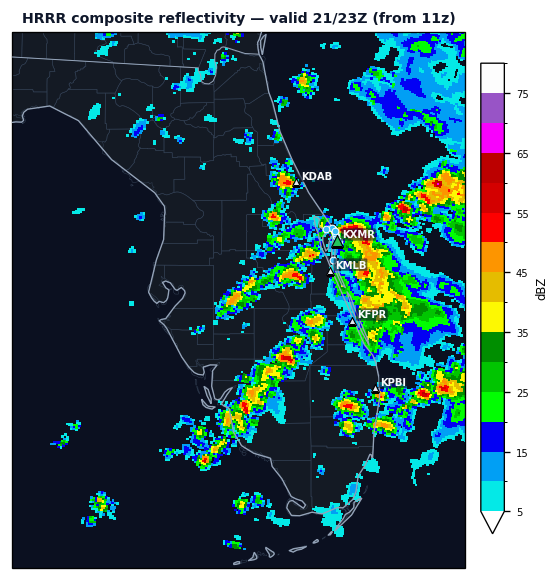 HRRR composite reflectivity — valid 21/23Z (from 11z)
KDAB
KXMR
KMLB
KFPR
KPBI
75
65
55
45
35
25
15
5
dBZ